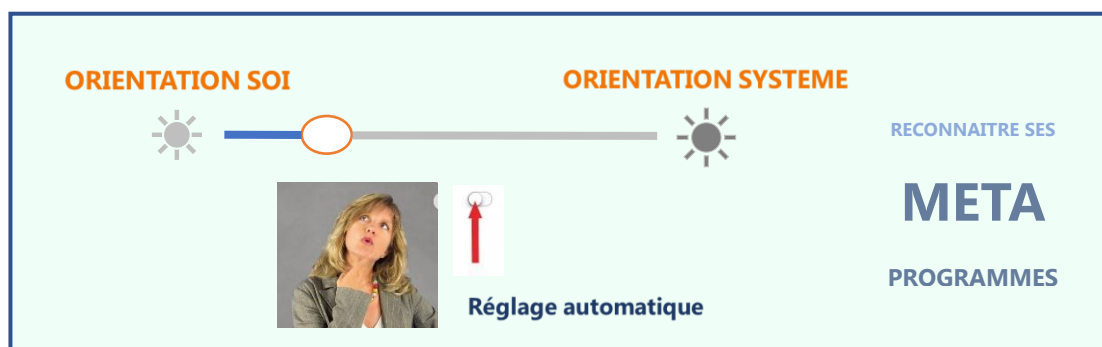 ORIENTATION SOI
ORIENTATION SYSTEME
RECONNAITRE SES
META
PROGRAMMES
Réglage automatique